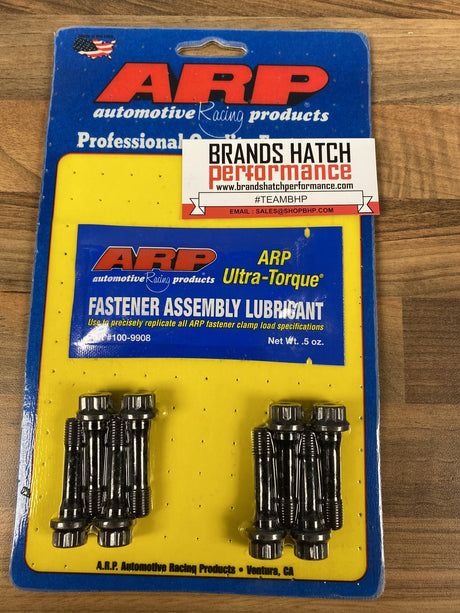 ARP
automotive Racing products
Professional
BRANDS HATCH
performance
www.brandshatchperformance.com
#TEAMBHP
EMAIL : SALES@SHOPBHP.COM
ARP
automotive Racing products
ARP
Ultra-Torque®
FASTENER ASSEMBLY LUBRICANT
Use to precisely replicate all ARP fastener clamp load specifications
#100-9908
Net Wt. .5 oz.
A.R.P. Automotive Racing Products • Ventura, CA